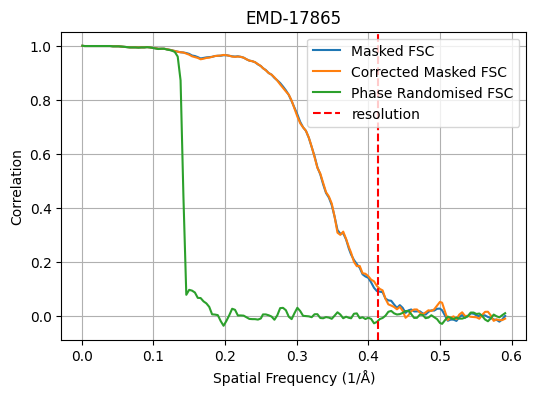 EMD-17865
Masked FSC
Corrected Masked FSC
Phase Randomised FSC
resolution
Correlation
1.0
0.8
0.6
0.4
0.2
0.0
0.0 0.1 0.2 0.3 0.4 0.5 0.6
Spatial Frequency (1/Å)